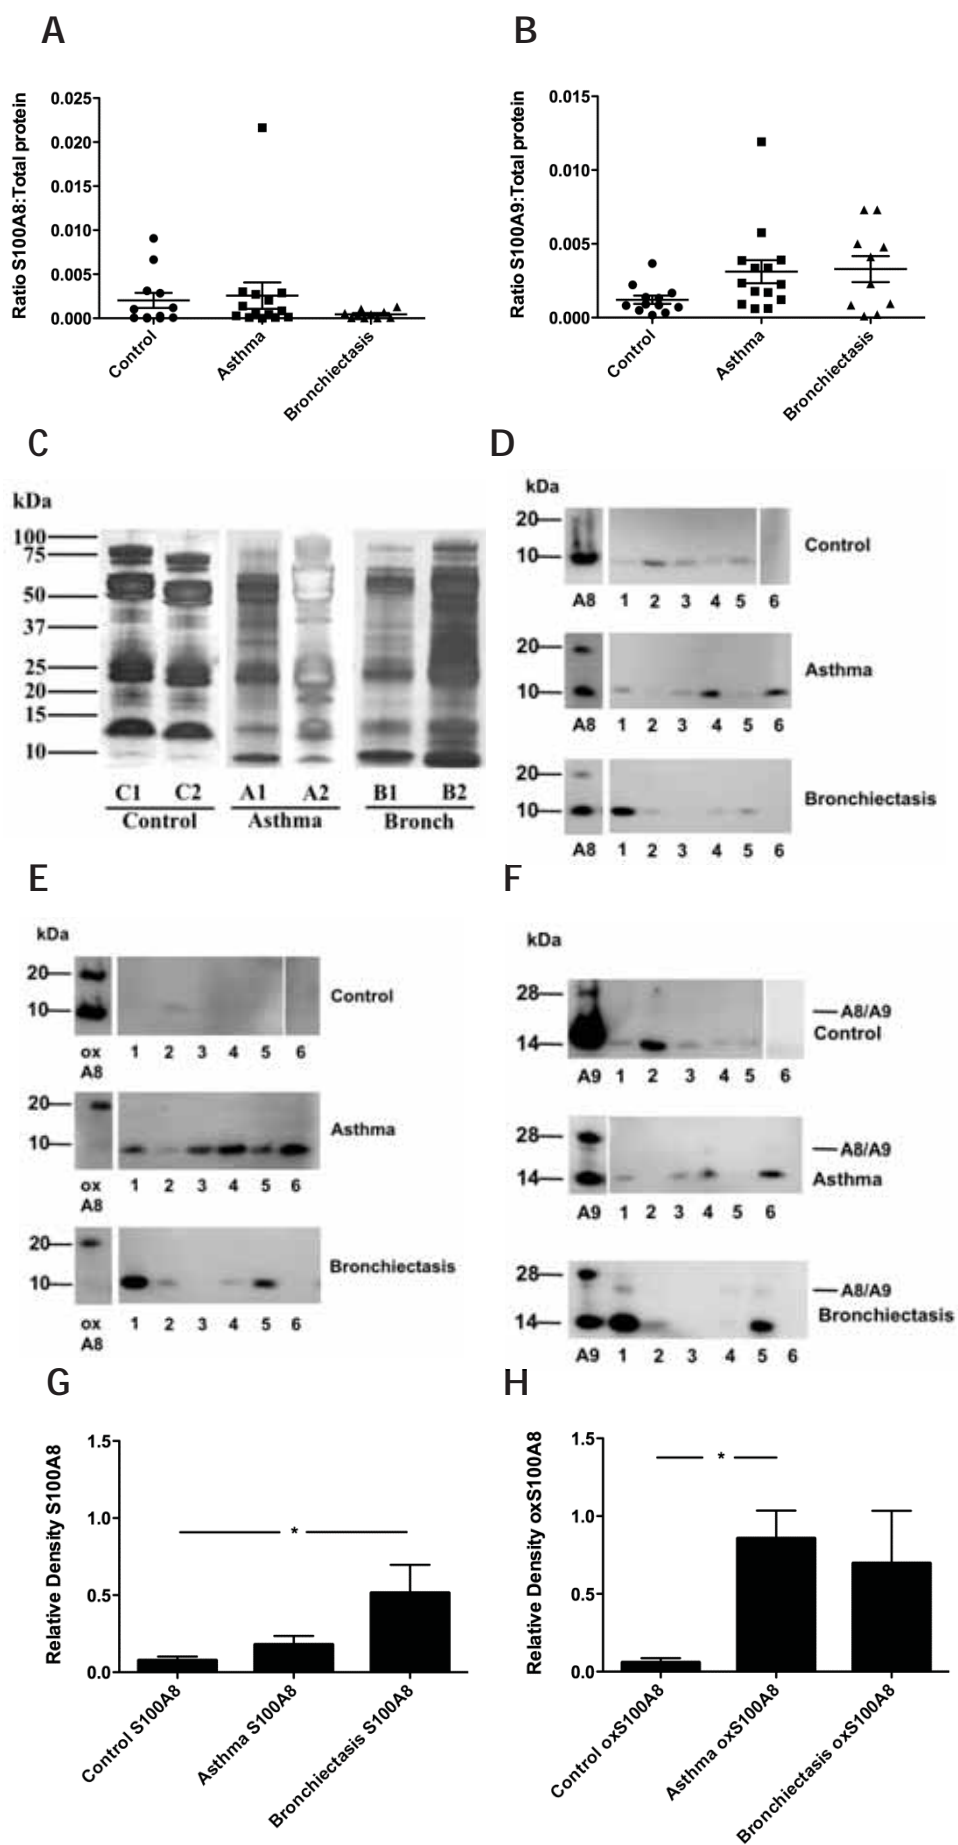 A
Ratio S100A8:Total protein
0.025
0.020
0.015
0.010
0.005
0.000
Control
Asthma
Bronchiectasis
B
Ratio S100A9:Total protein
0.015
0.010
0.005
0.000
Control
Asthma
Bronchiectasis
C
kDa
100
75
50
37
25
20
15
10
C1 C2 A1 A2 B1 B2
Control Asthma Bronch
D
kDa
20
10
Control
A8 1 2 3 4 5 6
20
10
Asthma
A8 1 2 3 4 5 6
20
10
Bronchiectasis
A8 1 2 3 4 5 6
E
kDa
20
10
Control
ox 1 2 3 4 5 6
A8
20
10
Asthma
ox 1 2 3 4 5 6
A8
20
10
Bronchiectasis
ox 1 2 3 4 5 6
A8
F
kDa
28
A8/A9
Control
14
A9 1 2 3 4 5 6
28
A8/A9
14
Asthma
A9 1 2 3 4 5 6
28
A8/A9
Bronchiectasis
14
A9 1 2 3 4 5 6
G
Relative Density S100A8
1.5
1.0
0.5
0.0
*
Control S100A8
Asthma S100A8
Bronchiectasis S100A8
H
Relative Density oxS100A8
1.5
1.0
0.5
0.0
*
Control oxS100A8
Asthma oxS100A8
Bronchiectasis oxS100A8